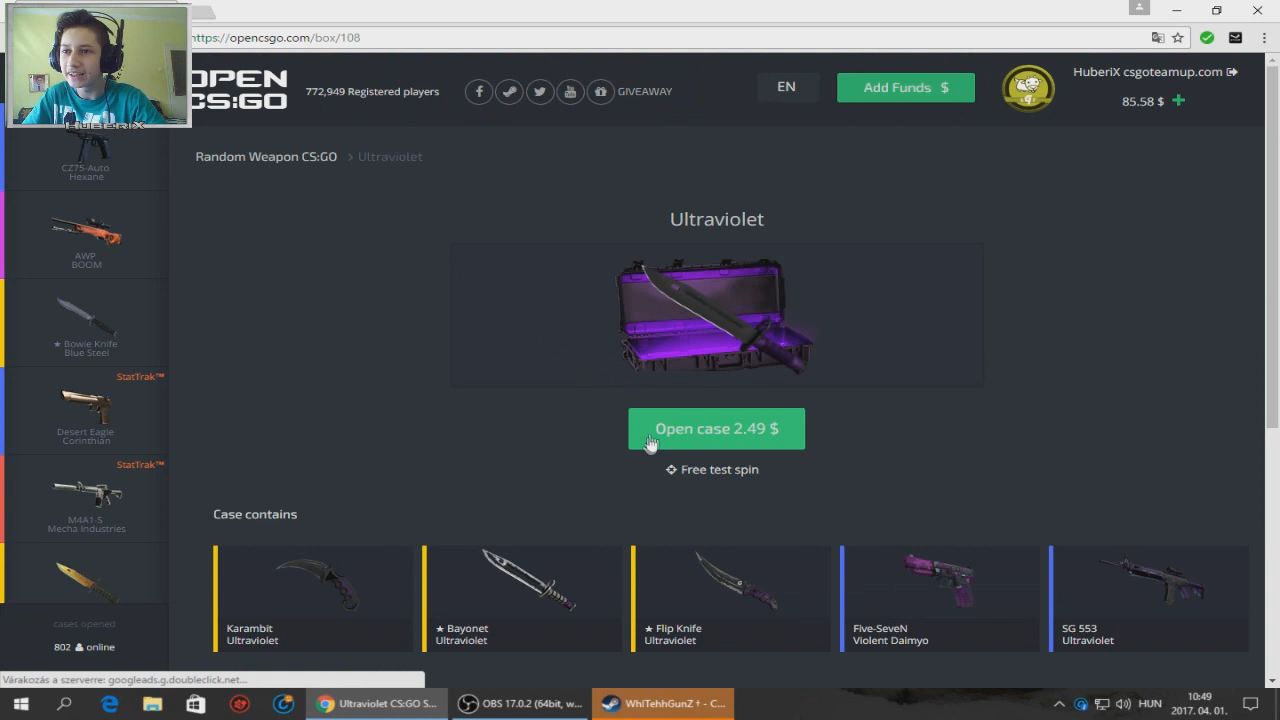 https://opencsgo.com/box/108
OPEN
CS:GO
772,949 Registered players
GIVEAWAY
EN
Add Funds $
HuberiX csgoteamup.com
85.58 $
HuberiX
CZ75-Auto
Hexane
AWP
BOOM
★ Bowie Knife
Blue Steel
StatTrak™
Desert Eagle
Corinthian
StatTrak™
M4A1-S
Mecha Industries
cases opened
802 online
Random Weapon CS:GO > Ultraviolet
Ultraviolet
Open case 2.49 $
Free test spin
Case contains
Karambit
Ultraviolet
★ Bayonet
Ultraviolet
★ Flip Knife
Ultraviolet
Five-SeveN
Violent Daimyo
SG 553
Ultraviolet
Várakozás a szerverre: googleads.g.doubleclick.net...
Ultraviolet CS:GO S...
OBS 17.0.2 (64bit, w...
WhITehhGunZ † - C...
HUN
10:49
2017. 04. 01.